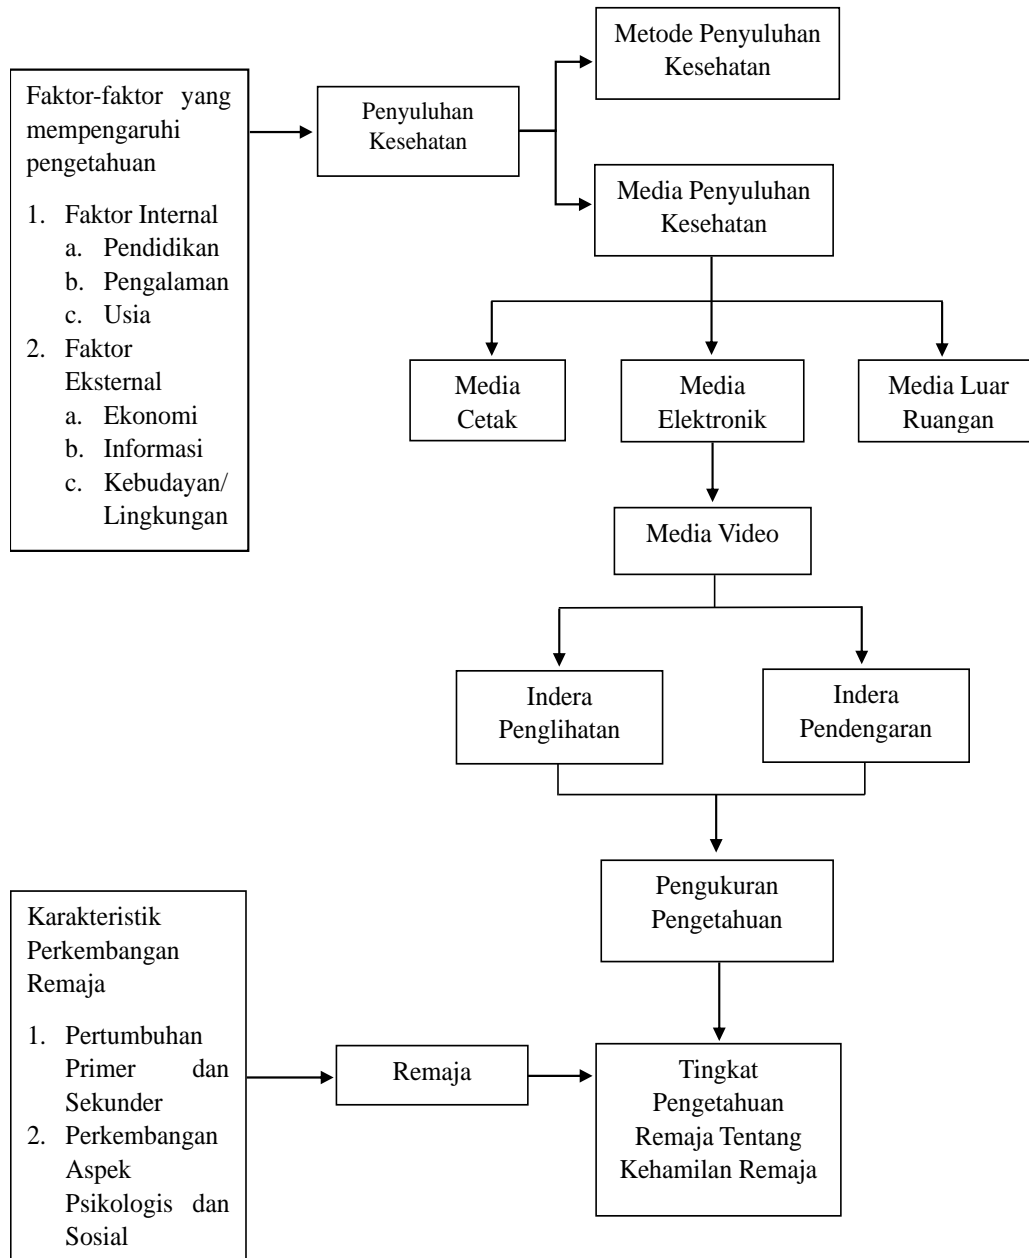 Metode Penyuluhan
Kesehatan
Faktor-faktor yang
mempengaruhi
pengetahuan
1. Faktor Internal
a. Pendidikan
b. Pengalaman
c. Usia
2. Faktor
Eksternal
a. Ekonomi
b. Informasi
c. Kebudayan/
Lingkungan
Penyuluhan
Kesehatan
Media Penyuluhan
Kesehatan
Media
Cetak
Media
Elektronik
Media Luar
Ruangan
Media Video
Indera
Penglihatan
Indera
Pendengaran
Pengukuran
Pengetahuan
Karakteristik
Perkembangan
Remaja
1. Pertumbuhan
Primer dan
Sekunder
2. Perkembangan
Aspek
Psikologis dan
Sosial
Remaja
Tingkat
Pengetahuan
Remaja Tentang
Kehamilan Remaja